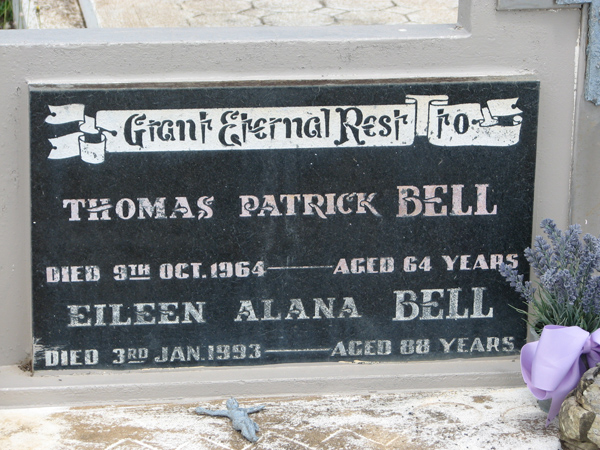 Grant Eternal Rest to
THOMAS PATRICK BELL
DIED 9TH OCT. 1964 — AGED 64 YEARS
EILEEN ALANA BELL
DIED 3RD JAN. 1993 — AGED 88 YEARS